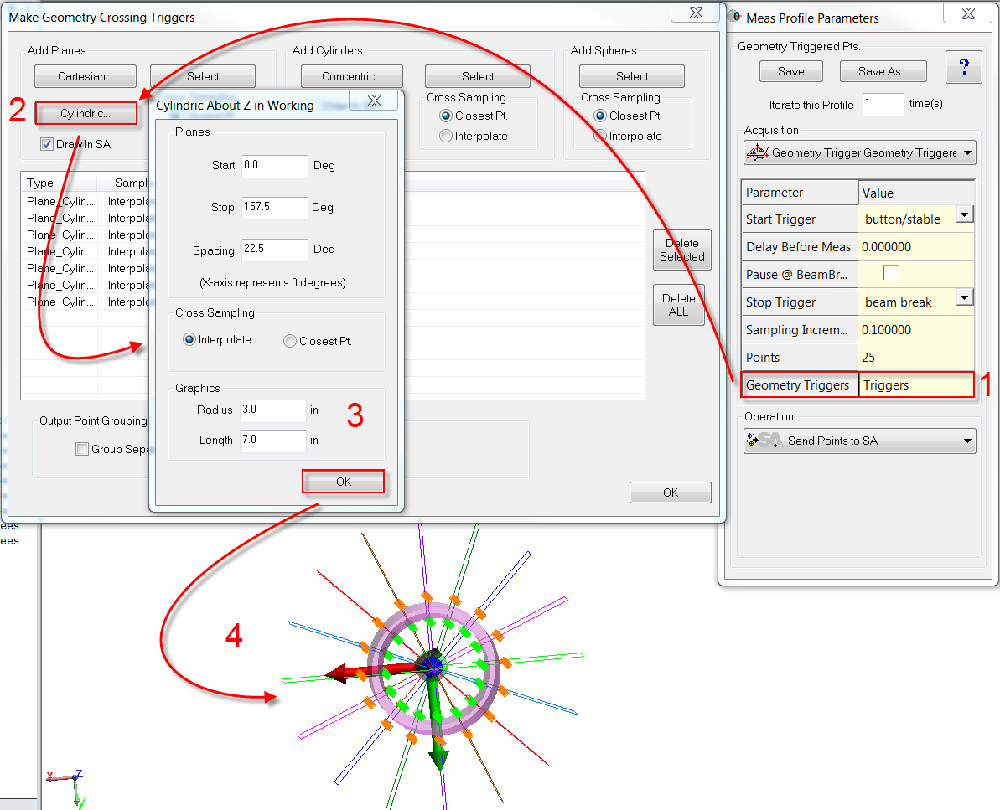 Make Geometry Crossing Triggers
Add Planes
Cartesian...
Select
2
Cylindric...
Draw In SA
Add Cylinders
Concentric...
Select
Cross Sampling
Closest Pt.
Interpolate
Add Spheres
Select
Cross Sampling
Closest Pt.
Interpolate
Type Sampl
Plane_Cylin... Interpola
Plane_Cylin... Interpola
Plane_Cylin... Interpola
Plane_Cylin... Interpola
Plane_Cylin... Interpola
Plane_Cylin... Interpola
Plane_Cylin... Interpola
Delete
Selected
Delete
ALL
Output Point Grouping
Group Sepa
OK
Cylindric About Z in Working
Planes
Start 0.0 Deg
Stop 157.5 Deg
Spacing 22.5 Deg
(X-axis represents 0 degrees)
Cross Sampling
Interpolate Closest Pt.
Graphics
Radius 3.0 in
Length 7.0 in
3
OK
Meas Profile Parameters
Geometry Triggered Pts.
Save Save As... ?
Iterate this Profile 1 time(s)
Acquisition
Geometry Trigger Geometry Triggere
Parameter Value
Start Trigger button/stable
Delay Before Meas 0.000000
Pause @ BeamBr...
Stop Trigger beam break
Sampling Increm... 0.100000
Points 25
Geometry Triggers Triggers 1
Operation
SA Send Points to SA
ees
ees
4
X Z
y